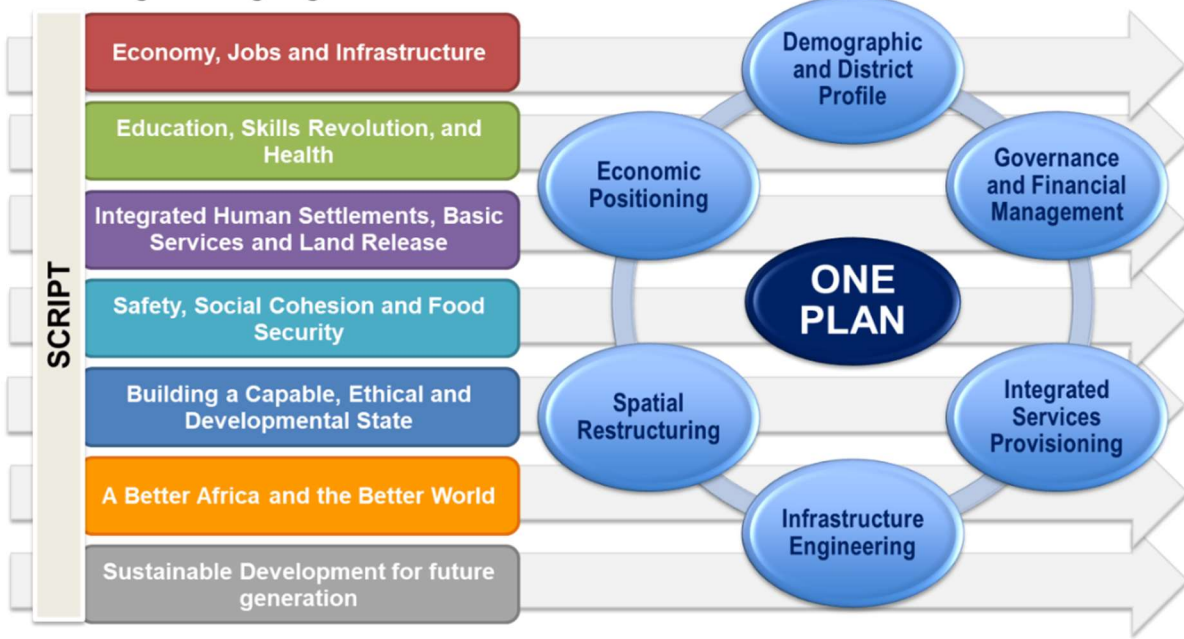 SCRIPT
Economy, Jobs and Infrastructure
Education, Skills Revolution, and
Health
Integrated Human Settlements, Basic
Services and Land Release
Safety, Social Cohesion and Food
Security
Building a Capable, Ethical and
Developmental State
A Better Africa and the Better World
Sustainable Development for future
generation
Demographic
and District
Profile
Governance
and Financial
Management
Integrated
Services
Provisioning
Infrastructure
Engineering
Spatial
Restructuring
Economic
Positioning
ONE
PLAN